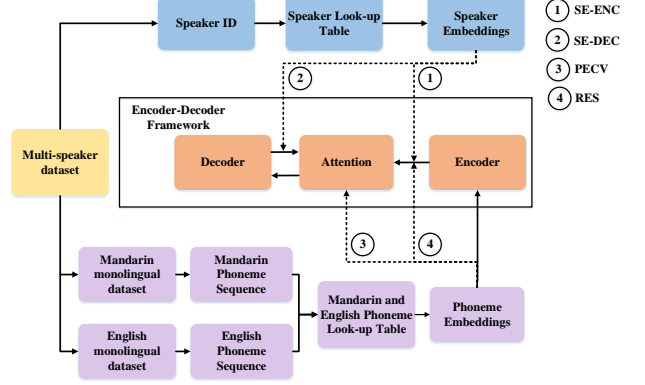 Speaker ID
Speaker Look-up
Table
Speaker
Embeddings
1 SE-ENC
2 SE-DEC
3 PECV
4 RES
2
1
Encoder-Decoder
Framework
Multi-speaker
dataset
Decoder
Attention
Encoder
3
4
Mandarin
monolingual
dataset
Mandarin
Phoneme
Sequence
English
monolingual
dataset
English
Phoneme
Sequence
Mandarin and
English Phoneme
Look-up Table
Phoneme
Embeddings